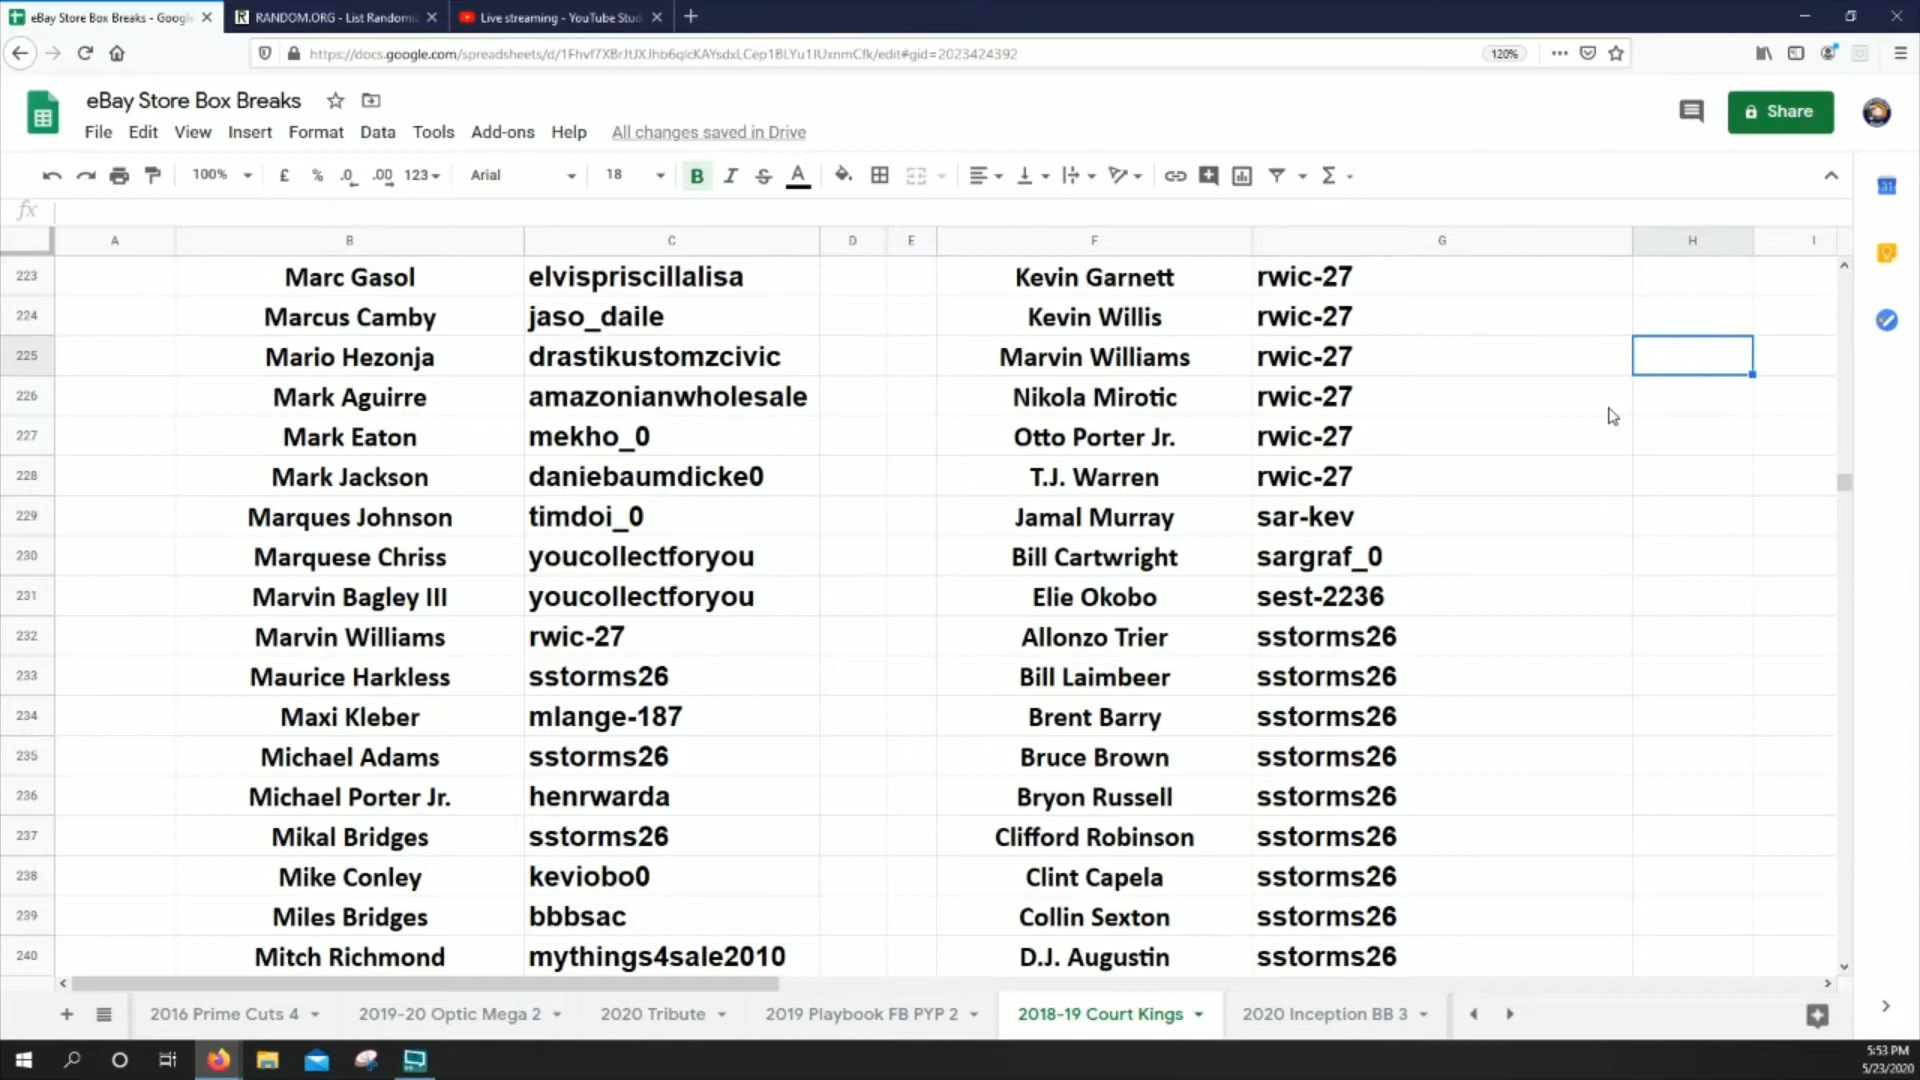 eBay Store Box Breaks - Googl
RANDOM.ORG - List Randomi
Live streaming - YouTube Stud
120%
eBay Store Box Breaks
Share
File Edit View Insert Format Data Tools Add-ons Help All changes saved in Drive
100% £ % .0 .00 123 Arial 18 B I S A Σ
fx
A B C D E F G H I
223 Marc Gasol elvispriscillalisa Kevin Garnett rwic-27
224 Marcus Camby jaso_daile Kevin Willis rwic-27
225 Mario Hezonja drastikustomzcivic Marvin Williams rwic-27
226 Mark Aguirre amazonianwholesale Nikola Mirotic rwic-27
227 Mark Eaton mekho_0 Otto Porter Jr. rwic-27
228 Mark Jackson daniebaumdicke0 T.J. Warren rwic-27
229 Marques Johnson timdoi_0 Jamal Murray sar-kev
230 Marquese Chriss youcollectforyou Bill Cartwright sargraf_0
231 Marvin Bagley III youcollectforyou Elie Okobo sest-2236
232 Marvin Williams rwic-27 Allonzo Trier sstorms26
233 Maurice Harkless sstorms26 Bill Laimbeer sstorms26
234 Maxi Kleber mlange-187 Brent Barry sstorms26
235 Michael Adams sstorms26 Bruce Brown sstorms26
236 Michael Porter Jr. henrwarda Bryon Russell sstorms26
237 Mikal Bridges sstorms26 Clifford Robinson sstorms26
238 Mike Conley keviobo0 Clint Capela sstorms26
239 Miles Bridges bbbsac Collin Sexton sstorms26
240 Mitch Richmond mythings4sale2010 D.J. Augustin sstorms26
2016 Prime Cuts 4 2019-20 Optic Mega 2 2020 Tribute 2019 Playbook FB PYP 2 2018-19 Court Kings 2020 Inception BB 3
5:53 PM
5/23/2020